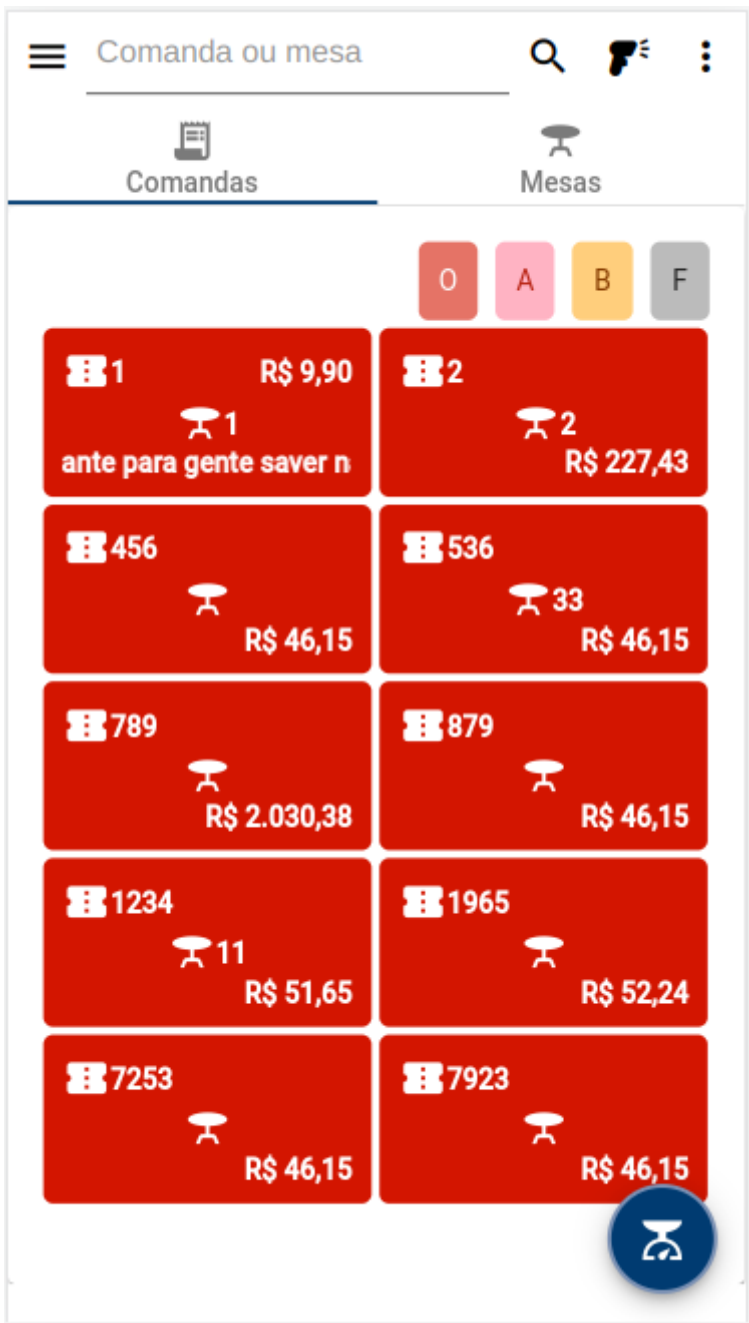 Comanda ou mesa
Comandas
Mesas
O A B F
1 R$ 9,90
1
ante para gente saver n
2
2
R$ 227,43
456
R$ 46,15
536
33
R$ 46,15
789
R$ 2.030,38
879
R$ 46,15
1234
11
R$ 51,65
1965
R$ 52,24
7253
R$ 46,15
7923
R$ 46,15